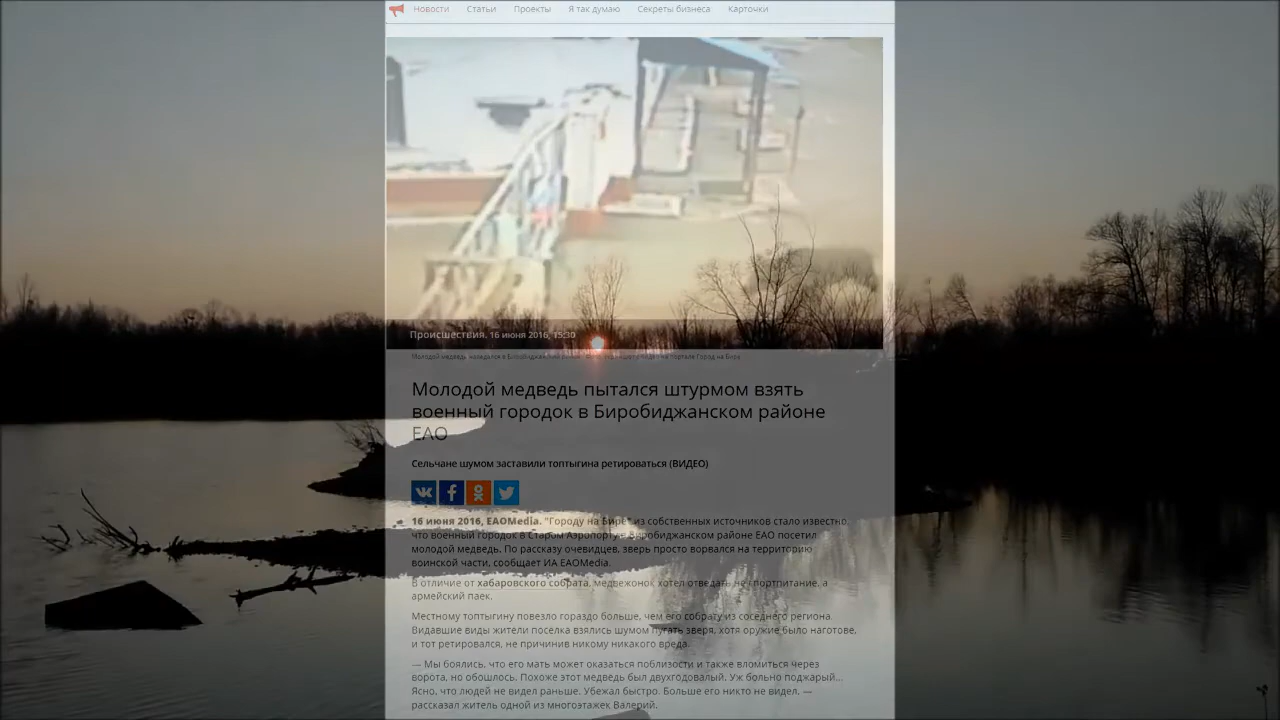 Новости Статьи Проекты Я так думаю Секреты бизнеса Карточки
Происшествия. 16 июня 2016, 15:30
Молодой медведь пытался штурмом взять
военный городок в Биробиджанском районе
ЕАО
Сельчане шумом заставили топтыгина ретироваться (ВИДЕО)
16 июня 2016, EAOMedia. "Городу на Бире" из собственных источников стало известно,
что военный городок в Старом Аэропорту в Биробиджанском районе ЕАО посетил
молодой медведь. По рассказу очевидцев, зверь просто ворвался на территорию
воинской части, сообщает ИА EAOMedia.
В отличие от хабаровского собрата, медвежонок хотел отведать не спортпитание, а
армейский паек.
Местному топтыгину повезло гораздо больше, чем его собрату из соседнего региона.
Видавшие виды жители поселка взялись шумом пугать зверя, хотя оружие было наготове,
и тот ретировался, не причинив никому никакого вреда.
— Мы боялись, что его мать может оказаться поблизости и также вломиться через
ворота, но обошлось. Похоже этот медведь был двухгодовалый. Уж больно поджарый...
Ясно, что людей не видел раньше. Убежал быстро. Больше его никто не видел, —
рассказал житель одной из многоэтажек Валерий.